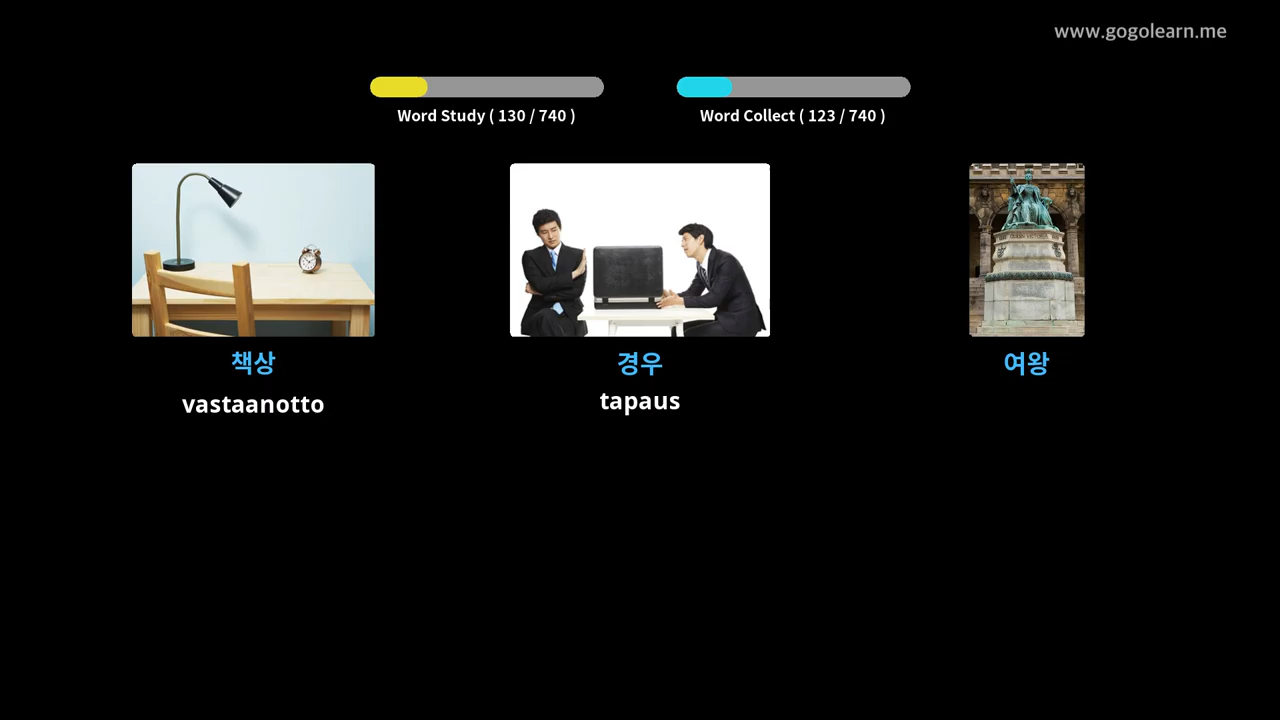 www.gogolearn.me
Word Study ( 130 / 740 )
Word Collect ( 123 / 740 )
책상
경우
여왕
vastaanotto
tapaus